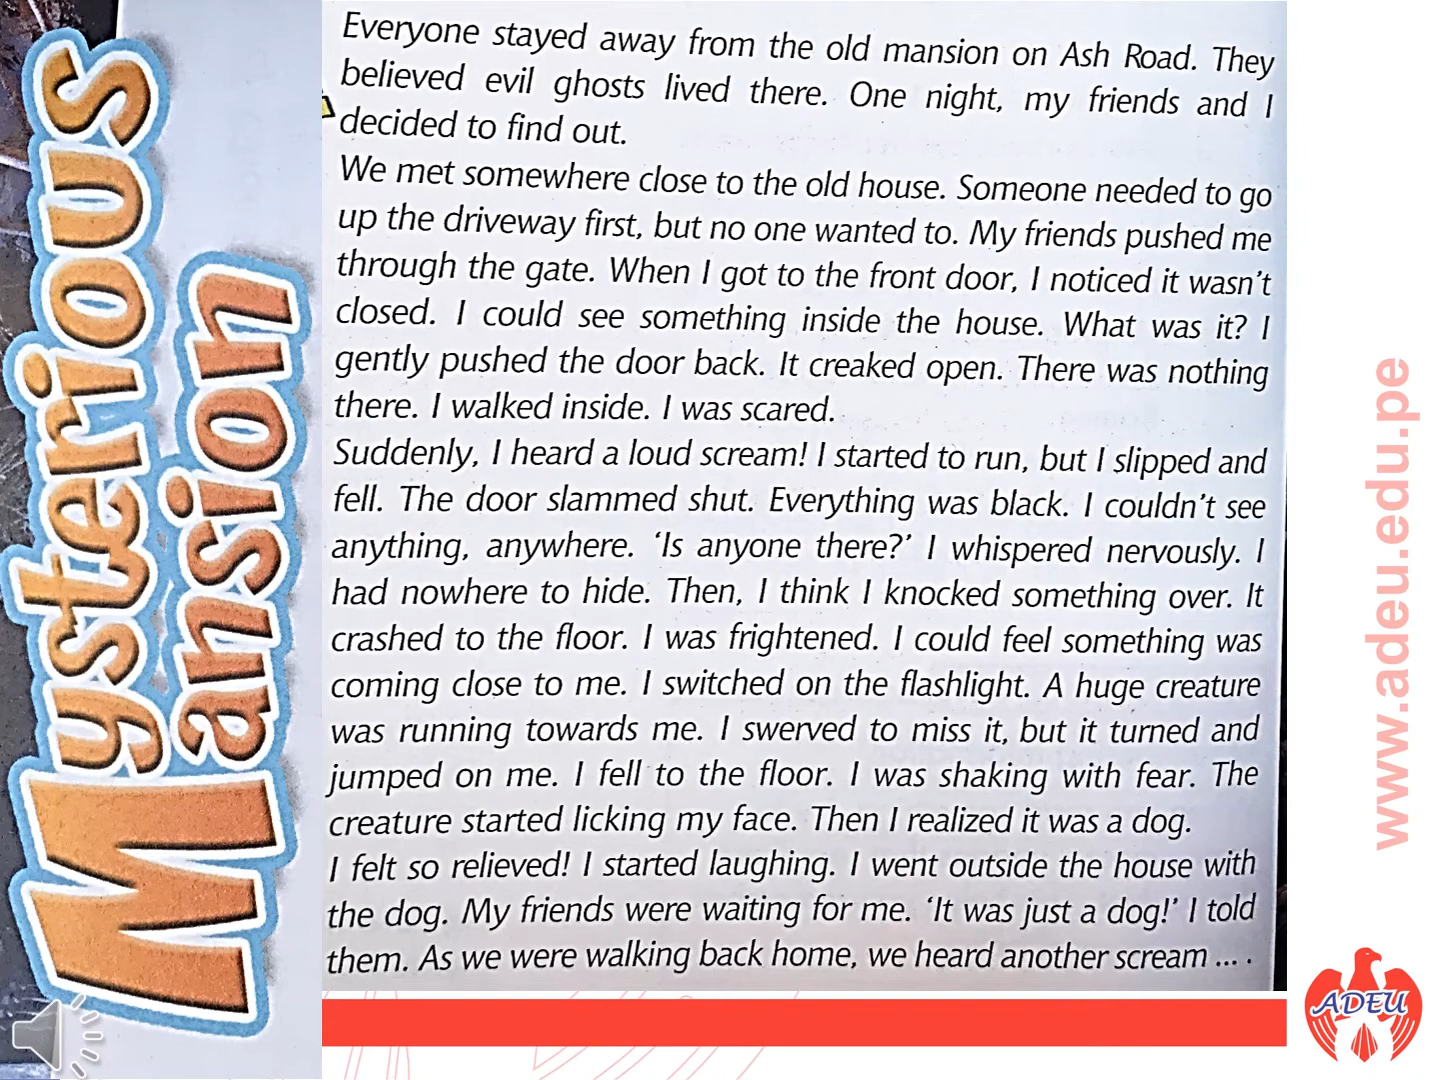 Mysterious
Mansion
Everyone stayed away from the old mansion on Ash Road. They
believed evil ghosts lived there. One night, my friends and I
decided to find out.
We met somewhere close to the old house. Someone needed to go
up the driveway first, but no one wanted to. My friends pushed me
through the gate. When I got to the front door, I noticed it wasn't
closed. I could see something inside the house. What was it? I
gently pushed the door back. It creaked open. There was nothing
there. I walked inside. I was scared.
Suddenly, I heard a loud scream! I started to run, but I slipped and
fell. The door slammed shut. Everything was black. I couldn't see
anything, anywhere. 'Is anyone there?' I whispered nervously. I
had nowhere to hide. Then, I think I knocked something over. It
crashed to the floor. I was frightened. I could feel something was
coming close to me. I switched on the flashlight. A huge creature
was running towards me. I swerved to miss it, but it turned and
jumped on me. I fell to the floor. I was shaking with fear. The
creature started licking my face. Then I realized it was a dog.
I felt so relieved! I started laughing. I went outside the house with
the dog. My friends were waiting for me. 'It was just a dog!' I told
them. As we were walking back home, we heard another scream ... .
www.adeu.edu.pe
ADEU